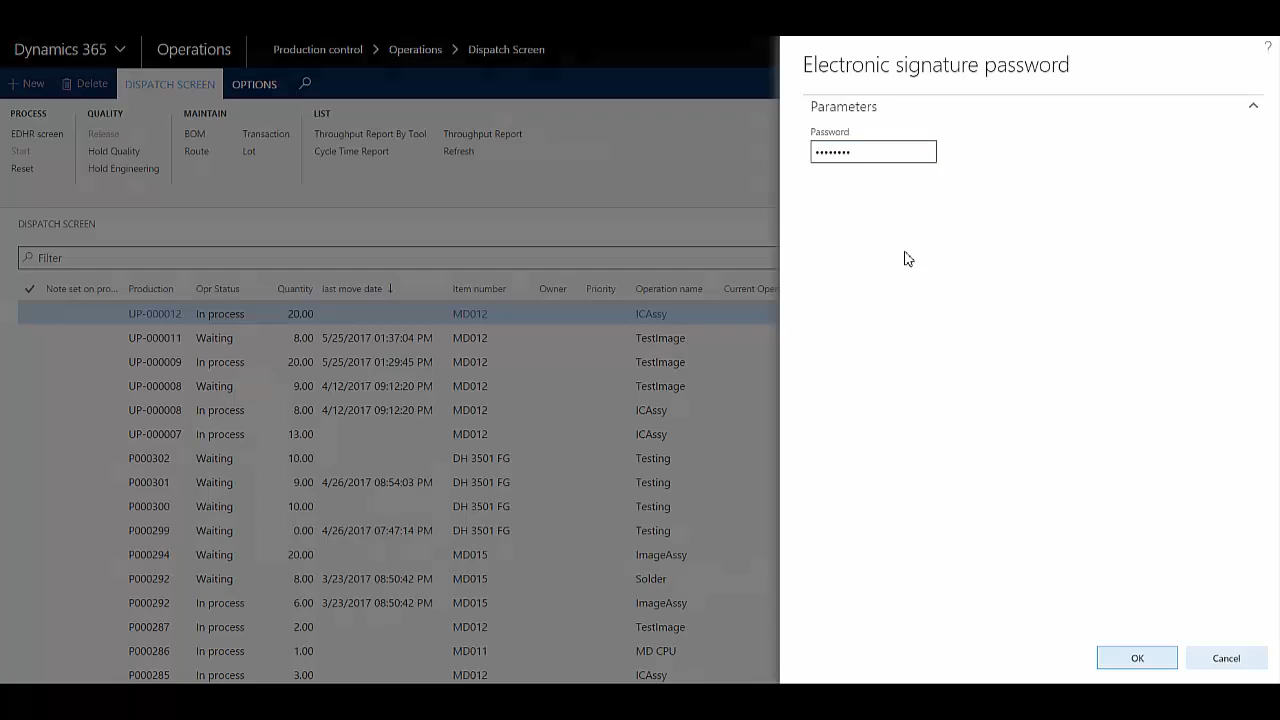 Dynamics 365 Operations Production control > Operations > Dispatch Screen
?
Electronic signature password
+ New Delete DISPATCH SCREEN OPTIONS
Parameters
PROCESS QUALITY MAINTAIN LIST
Password
EDHR screen Release BOM Transaction Throughput Report By Tool Throughput Report
Start Hold Quality Route Lot Cycle Time Report Refresh
••••••••
Reset Hold Engineering
DISPATCH SCREEN
Filter
Note set on pro... Production Opr Status Quantity last move date ↓ Item number Owner Priority Operation name Current Oper
UP-000012 In process 20.00 MD012 ICAssy
UP-000011 Waiting 8.00 5/25/2017 01:37:04 PM MD012 TestImage
UP-000009 In process 20.00 5/25/2017 01:29:45 PM MD012 TestImage
UP-000008 Waiting 9.00 4/12/2017 09:12:20 PM MD012 TestImage
UP-000008 In process 8.00 4/12/2017 09:12:20 PM MD012 ICAssy
UP-000007 In process 13.00 MD012 ICAssy
P000302 Waiting 10.00 DH 3501 FG Testing
P000301 Waiting 9.00 4/26/2017 08:54:03 PM DH 3501 FG Testing
P000300 Waiting 10.00 DH 3501 FG Testing
P000299 Waiting 0.00 4/26/2017 07:47:14 PM DH 3501 FG Testing
P000294 Waiting 20.00 MD015 ImageAssy
P000292 Waiting 8.00 3/23/2017 08:50:42 PM MD015 Solder
P000292 In process 6.00 3/23/2017 08:50:42 PM MD015 ImageAssy
P000287 In process 2.00 MD012 TestImage
P000286 In process 1.00 MD011 MD CPU
P000285 In process 3.00 MD012 ICAssy
OK Cancel